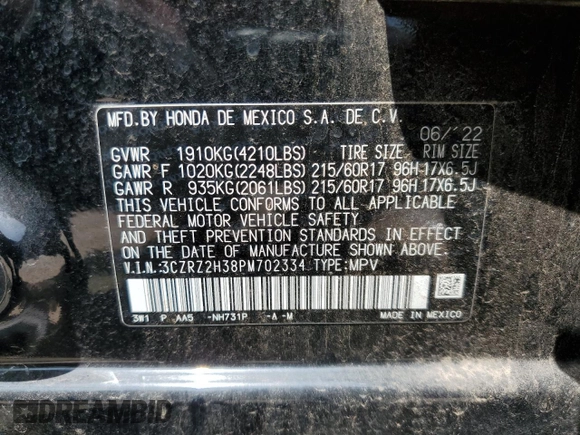 MFD.BY HONDA DE MEXICO S.A. DE C.V.
06/'22
GVWR 1910KG(4210LBS) TIRE SIZE RIM SIZE
GAWR F 1020KG(2248LBS) 215/60R17 96H 17X6.5J
GAWR R 935KG(2061LBS) 215/60R17 96H 17X6.5J
THIS VEHICLE CONFORMS TO ALL APPLICABLE
FEDERAL MOTOR VEHICLE SAFETY
AND THEFT PREVENTION STANDARDS IN EFFECT
ON THE DATE OF MANUFACTURE SHOWN ABOVE.
V.I.N:3CZRZ2H38PM702334 TYPE:MPV
3W1 P AA5 -NH731P -A -M
MADE IN MEXICO
DREAMBID